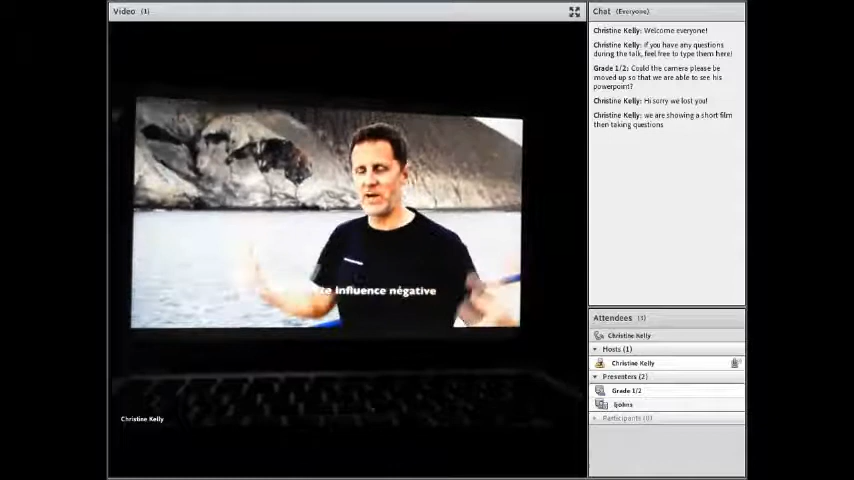 Video (1)
influence négative
Christine Kelly
Chat (Everyone)
Christine Kelly: Welcome everyone!
Christine Kelly: if you have any questions
during the talk, feel free to type them here!
Grade 1/2: Could the camera please be
moved up so that we are able to see his
powerpoint?
Christine Kelly: Hi sorry we lost you!
Christine Kelly: we are showing a short film
then taking questions
Attendees (3)
Christine Kelly
Hosts (1)
Christine Kelly
Presenters (2)
Grade 1/2
Participants (0)